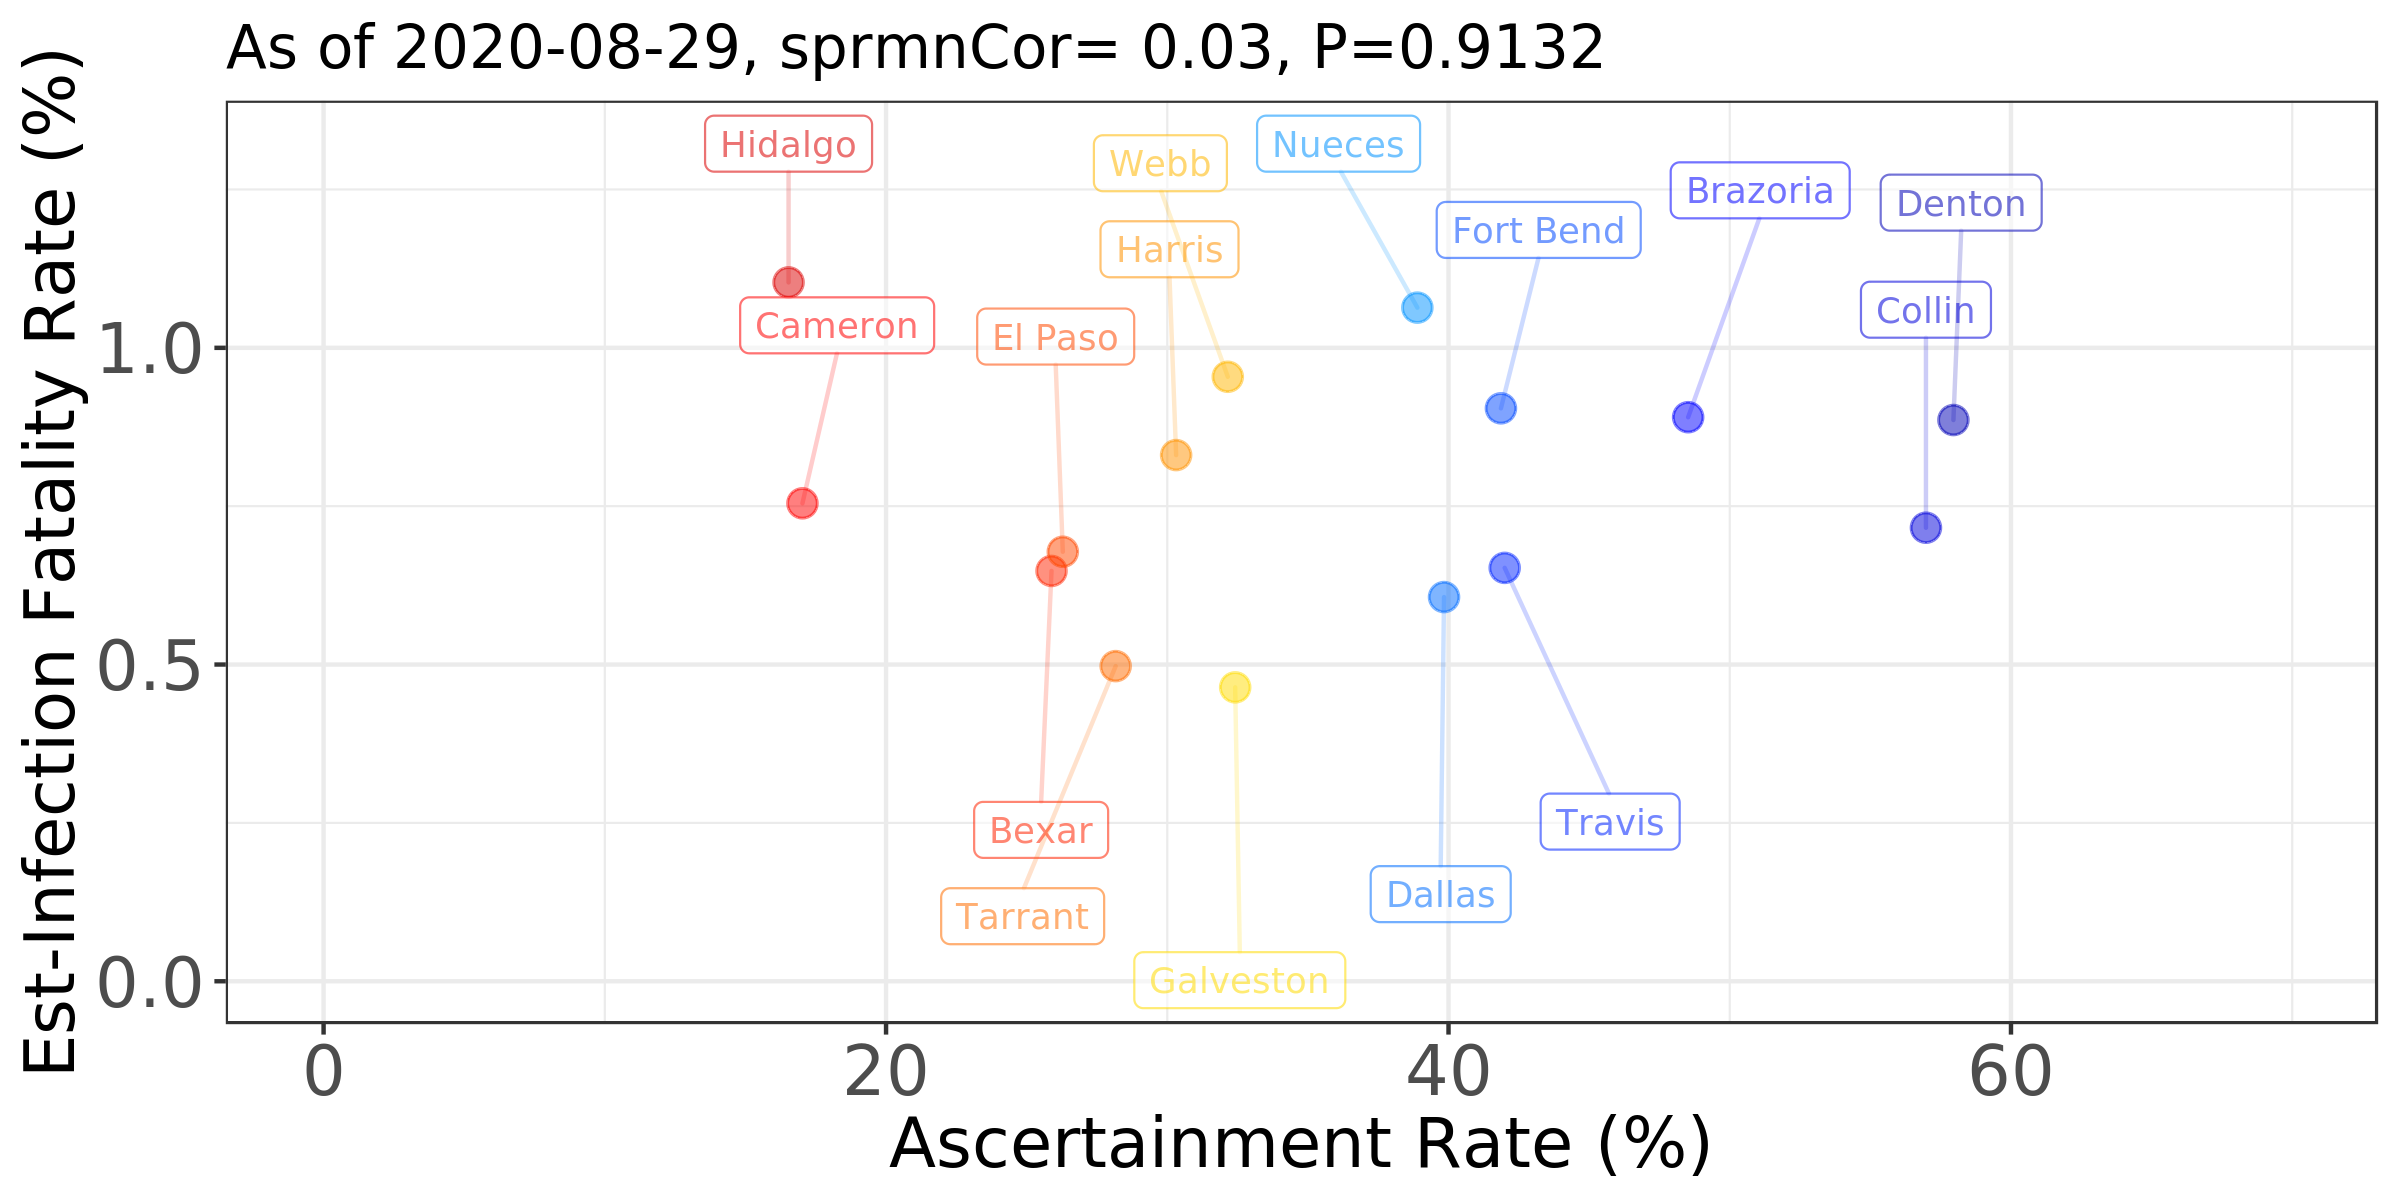 As of 2020-08-29, sprmnCor= 0.03, P=0.9132
Est-Infection Fatality Rate (%)
Hidalgo
Webb
Nueces
Brazoria
Denton
Fort Bend
Harris
Collin
Cameron
El Paso
1.0
0.5
Bexar
Travis
Dallas
Tarrant
Galveston
0.0
0 20 40 60
Ascertainment Rate (%)